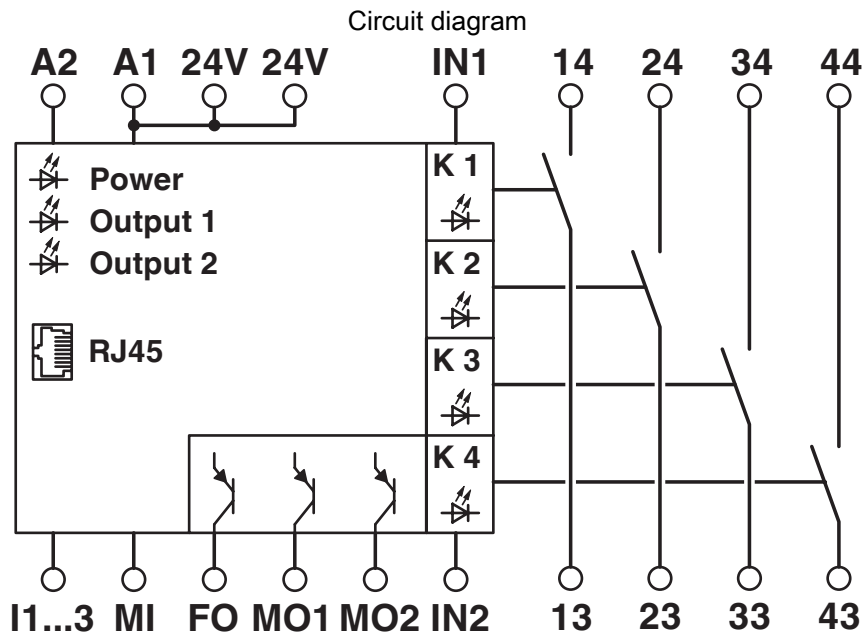 Circuit diagram
A2 A1 24V 24V IN1 14 24 34 44
Power
Output 1
Output 2
RJ45
K 1
K 2
K 3
K 4
I1...3 MI FO MO1 MO2 IN2 13 23 33 43